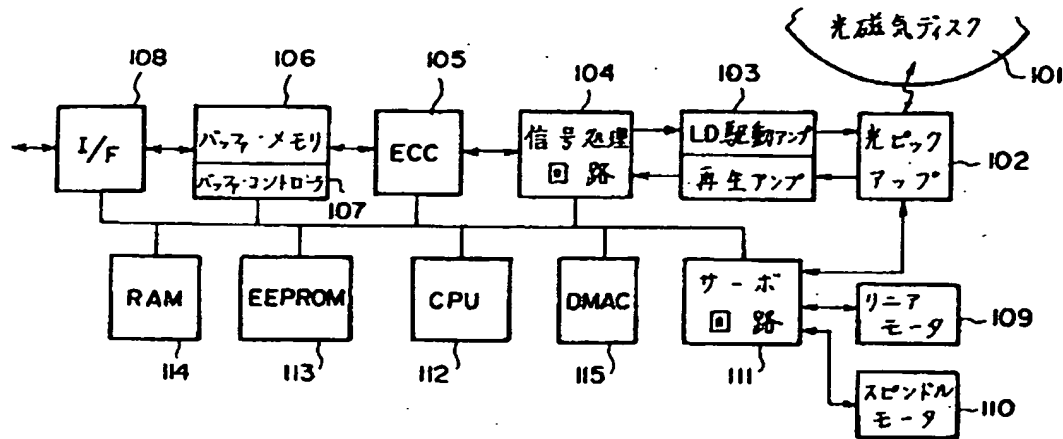 光磁気ディスク
108
106
105
104
103
101
I/F
バッファ・メモリ
バッファ・コントローラ
107
ECC
信号処理
回路
LD駆動アンプ
再生アンプ
光ピック
アップ
102
RAM
EEPROM
CPU
DMAC
サーボ
回路
リニア
モータ
109
114
113
112
115
111
スピンドル
モータ
110